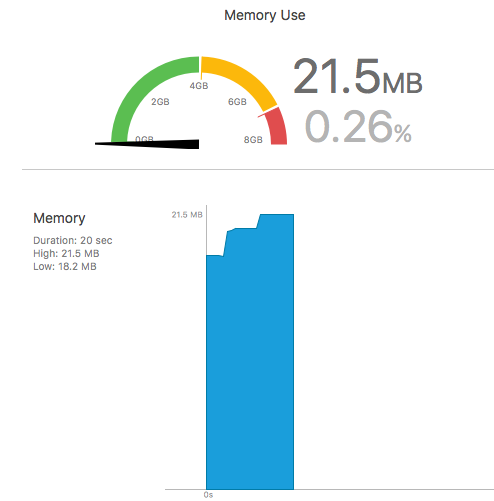 Memory Use
4GB
2GB
6GB
0GB
8GB
21.5MB
0.26%
Memory
Duration: 20 sec
High: 21.5 MB
Low: 18.2 MB
21.5 MB
0s